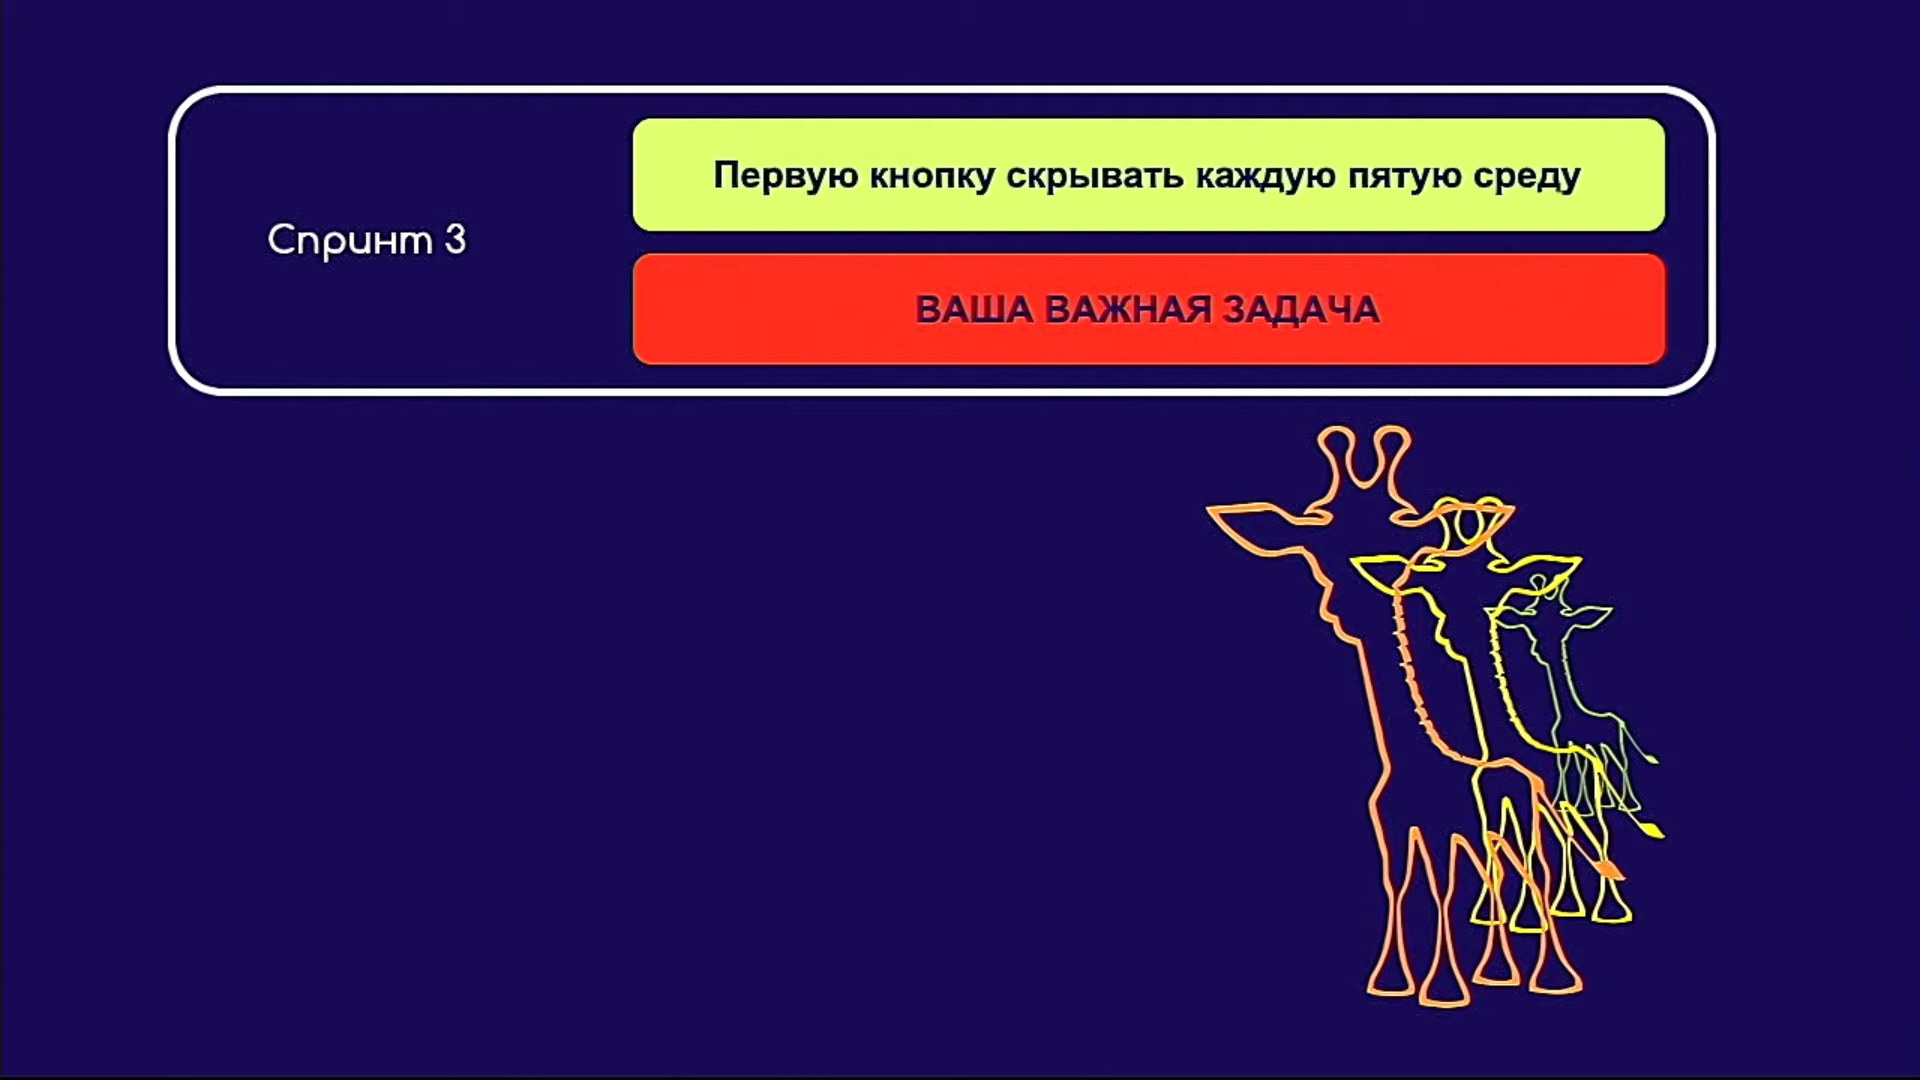 Первую кнопку скрывать каждую пятую среду
Спринт 3
ВАША ВАЖНАЯ ЗАДАЧА